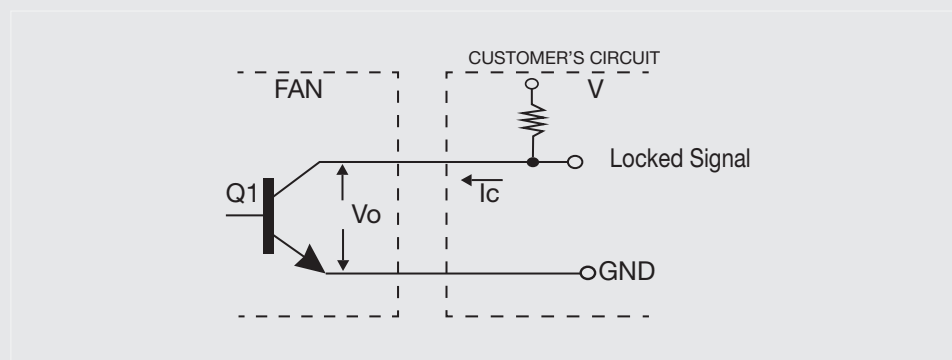 CUSTOMER'S CIRCUIT
FAN
V
Locked Signal
Q1
Ic
Vo
GND